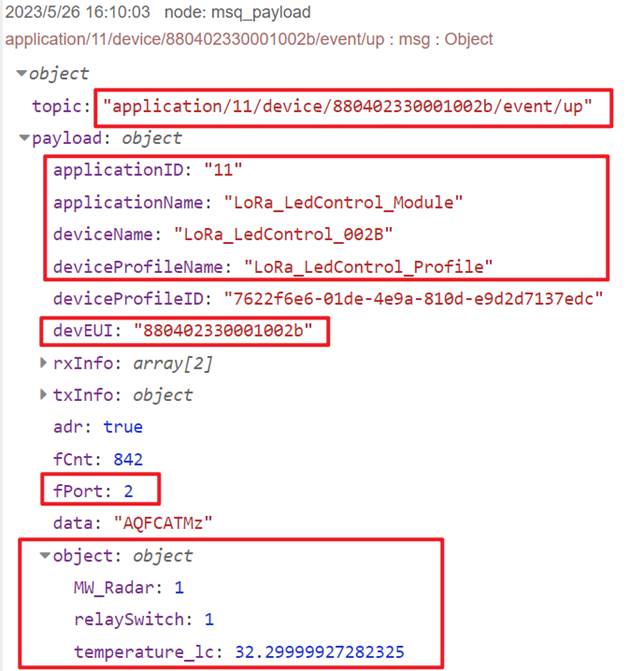 2023/5/26 16:10:03 node: msq_payload
application/11/device/880402330001002b/event/up : msg : Object
object
topic: "application/11/device/880402330001002b/event/up"
payload: object
applicationID: "11"
applicationName: "LoRa_LedControl_Module"
deviceName: "LoRa_LedControl_002B"
deviceProfileName: "LoRa_LedControl_Profile"
deviceProfileID: "7622f6e6-01de-4e9a-810d-e9d2d7137edc"
devEUI: "880402330001002b"
rxInfo: array[2]
txInfo: object
adr: true
fCnt: 842
fPort: 2
data: "AQFCATMz"
object: object
MW_Radar: 1
relaySwitch: 1
temperature_lc: 32.29999927282325